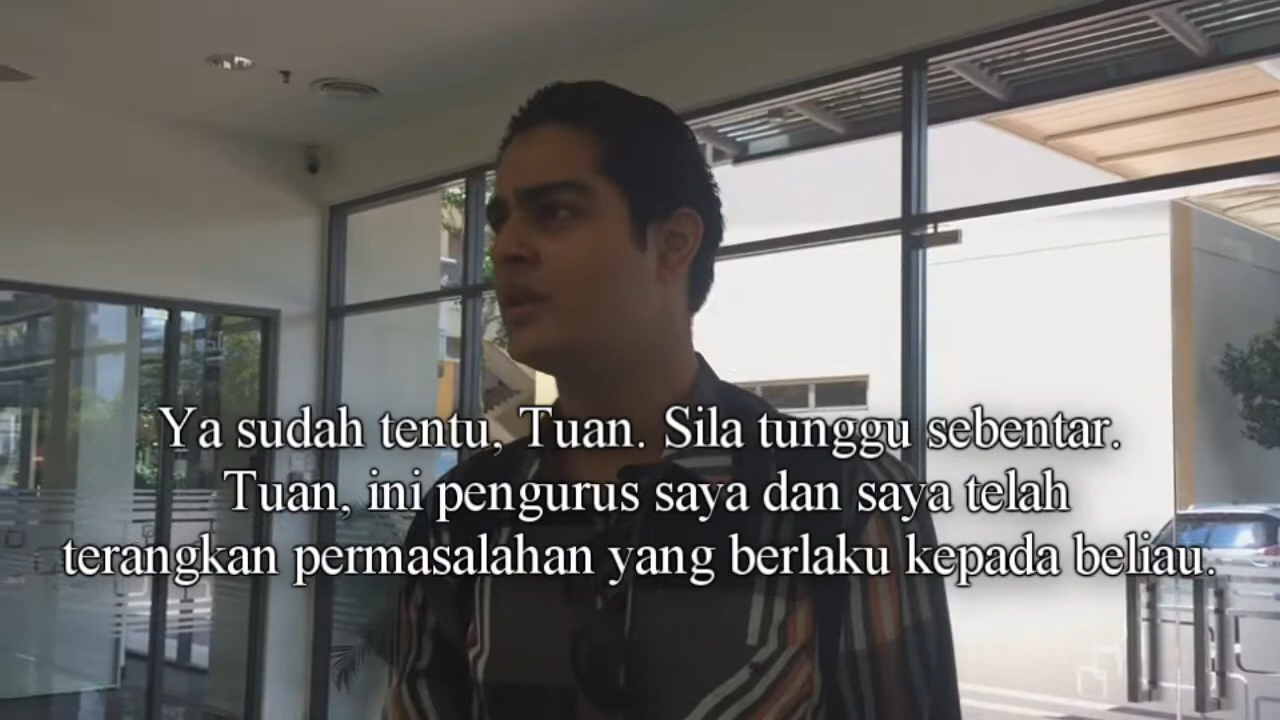 Ya sudah tentu, Tuan. Sila tunggu sebentar.
Tuan, ini pengurus saya dan saya telah
terangkan permasalahan yang berlaku kepada beliau.